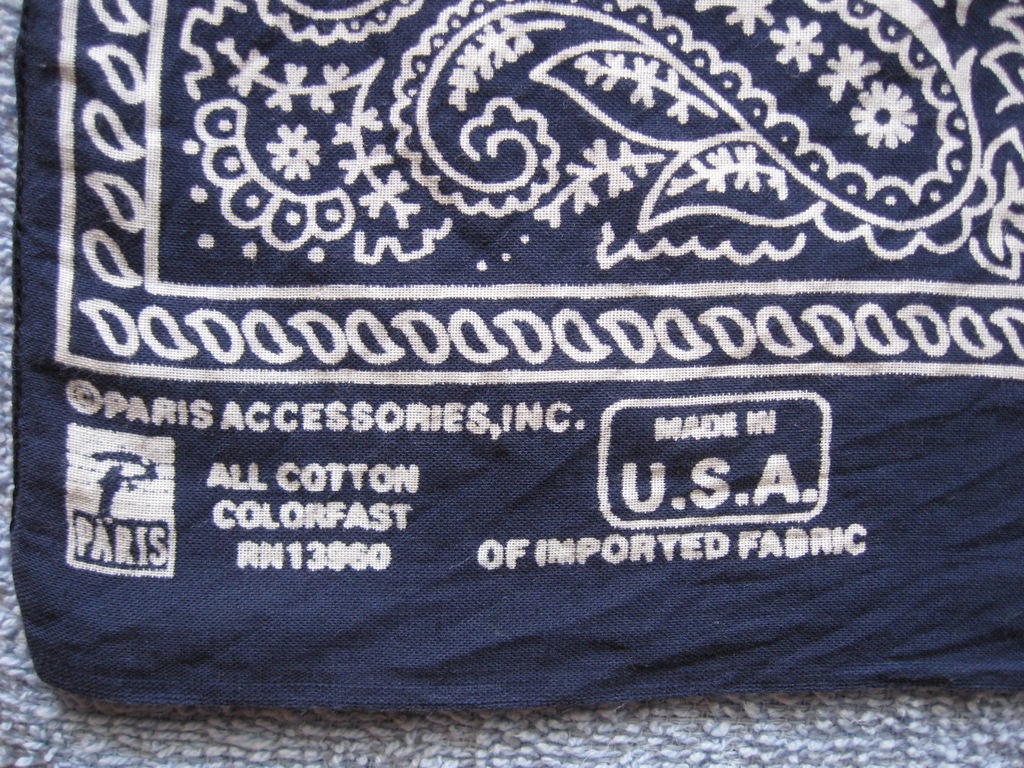 ©PARIS ACCESSORIES, INC.
PARIS
ALL COTTON
COLORFAST
RN13960
MADE IN
U.S.A.
OF IMPORTED FABRIC